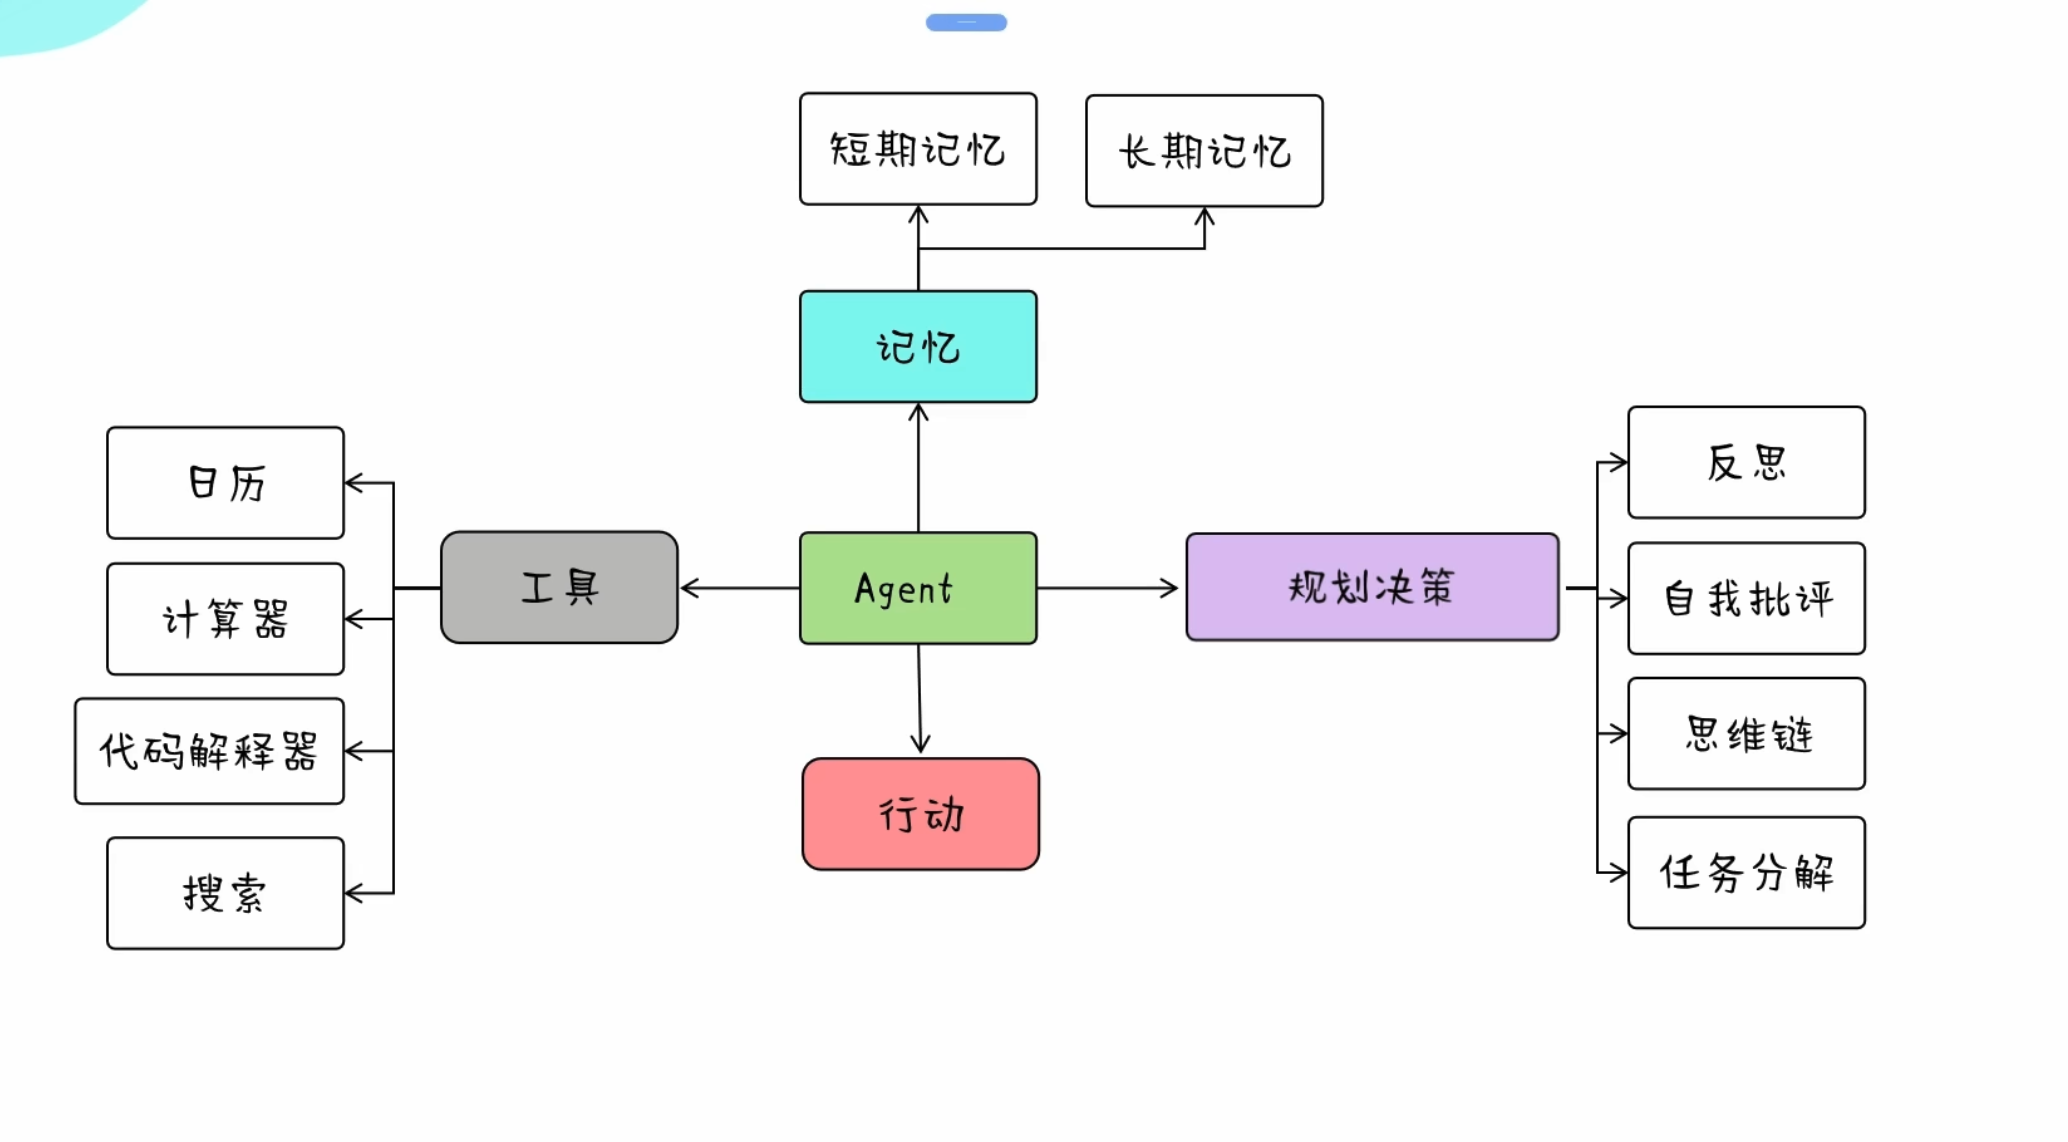 短期记忆
长期记忆
记忆
日历
计算器
代码解释器
搜索
工具
Agent
规划决策
反思
自我批评
思维链
任务分解
行动